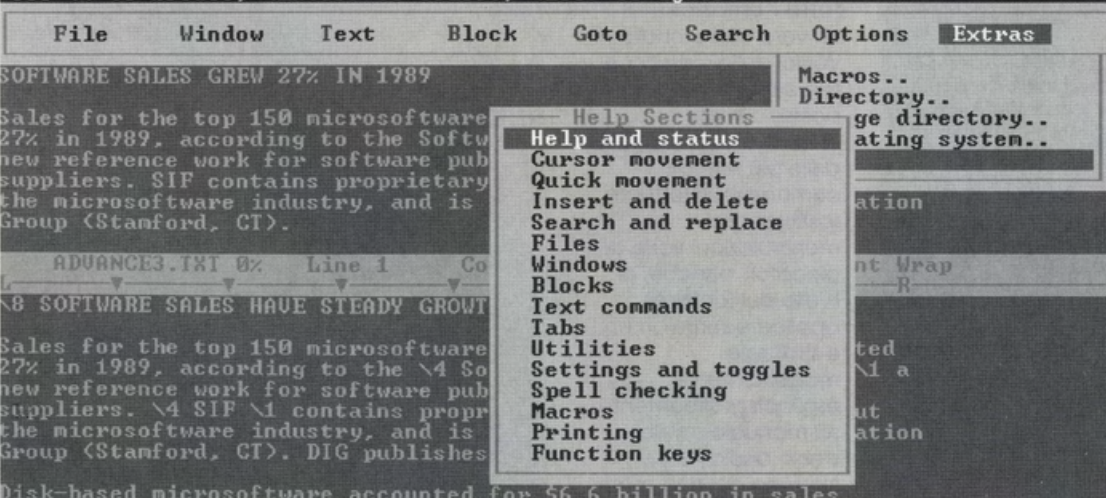 File Window Text Block Goto Search Options Extras
SOFTWARE SALES GREW 27% IN 1989
Macros..
Directory..
ge directory..
ating system..
Sales for the top 150 microsoftware
27% in 1989, according to the Softw
new reference work for software pub
suppliers. SIF contains proprietary
the microsoftware industry, and is
ation
Group (Stamford, CT).
Help Sections
Help and status
Cursor movement
Quick movement
Insert and delete
Search and replace
Files
Windows
Blocks
Text commands
Tabs
Utilities
Settings and toggles
Spell checking
Macros
Printing
Function keys
ADVANCE3.TXT 0% Line 1 Co
nt Wrap
L
R
\8 SOFTWARE SALES HAVE STEADY GROWT
Sales for the top 150 microsoftware
ted
27% in 1989, according to the \4 So
\1 a
new reference work for software pub
suppliers. \4 SIF \1 contains propr
ut
the microsoftware industry, and is
ation
Group (Stamford, CT). DIG publishes
Disk-based microsoftware accounted for $6.6 billion in sales